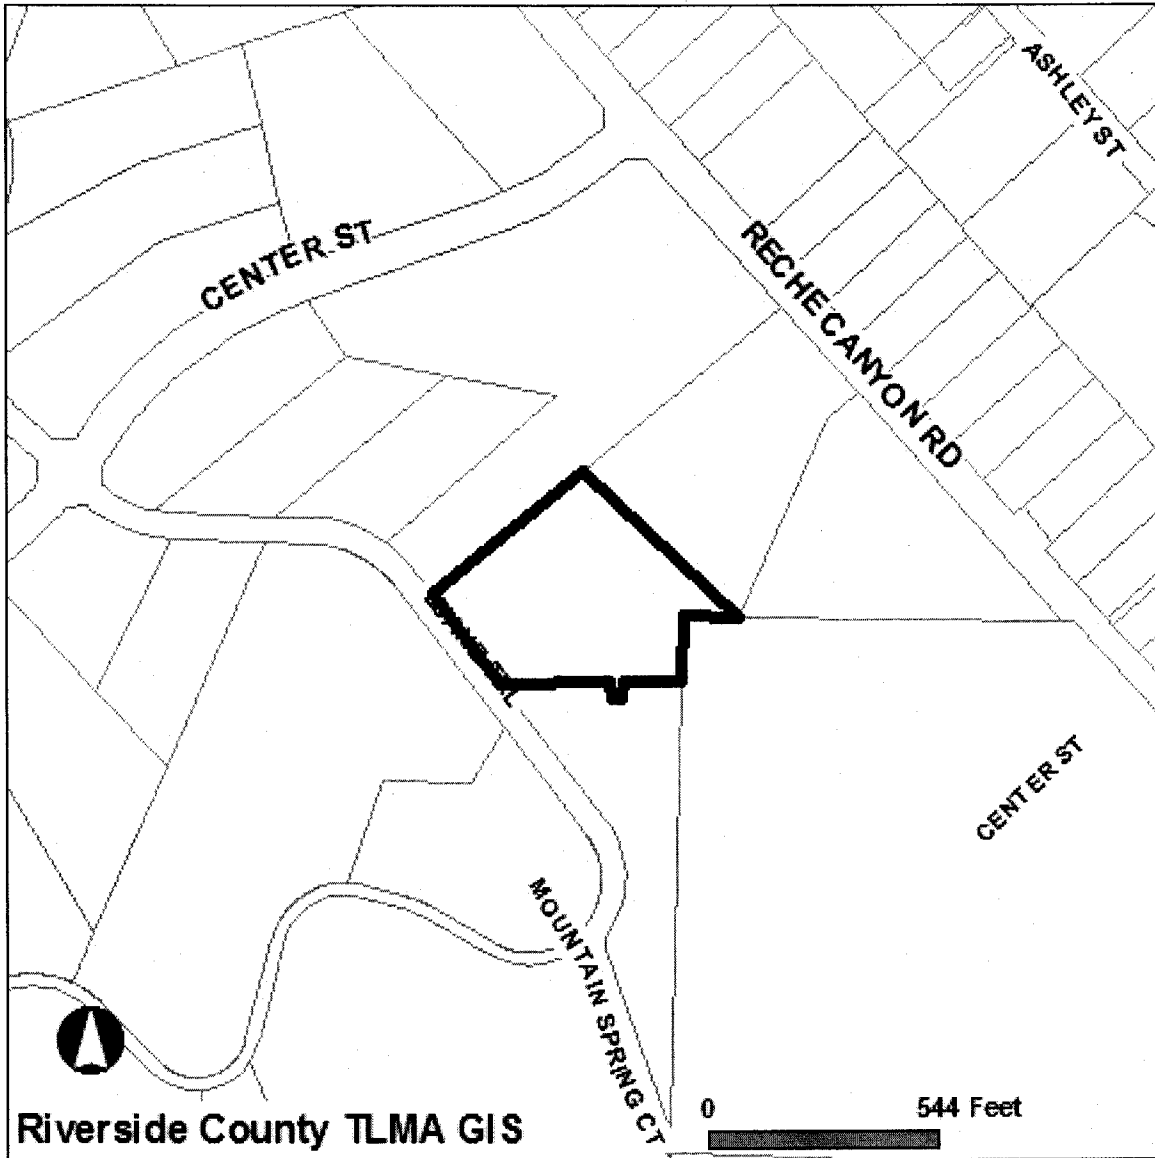 ASHLEY ST
CENTER ST
RECHE CANYON RD
CENTER ST
MOUNTAIN SPRING CT
0 544 Feet
Riverside County TLMA GIS